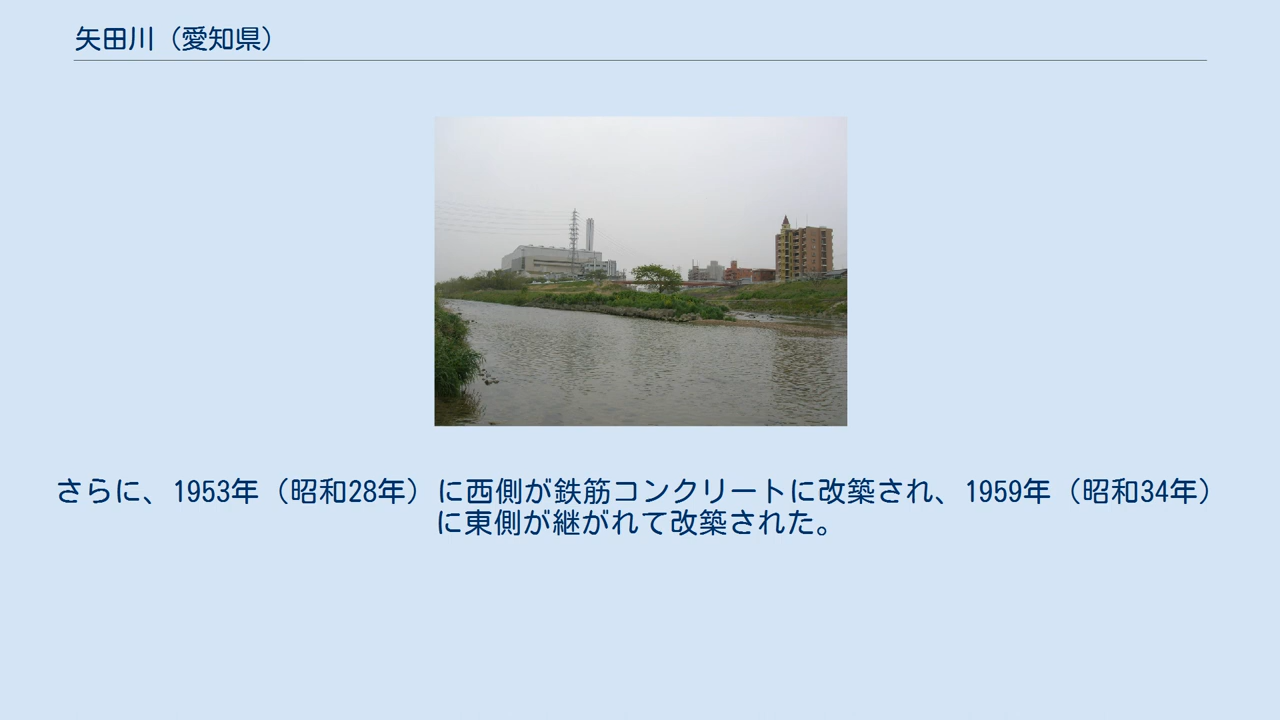 矢田川（愛知県）
さらに、1953年（昭和28年）に西側が鉄筋コンクリートに改築され、1959年（昭和34年）
に東側が継がれて改築された。